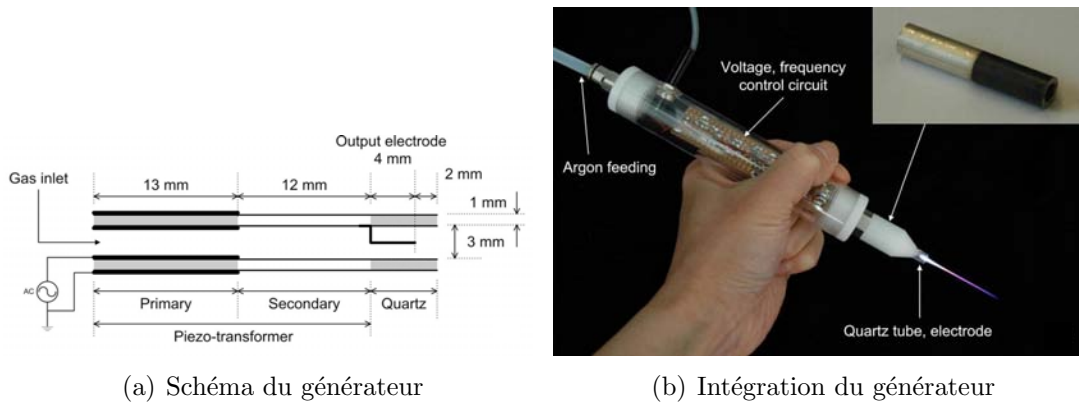 Output electrode
4 mm
Gas inlet
13 mm
12 mm
2 mm
1 mm
3 mm
AC
Primary
Secondary
Quartz
Piezo-transformer
(a) Schéma du générateur
Voltage, frequency
control circuit
Argon feeding
Quartz tube, electrode
(b) Intégration du générateur